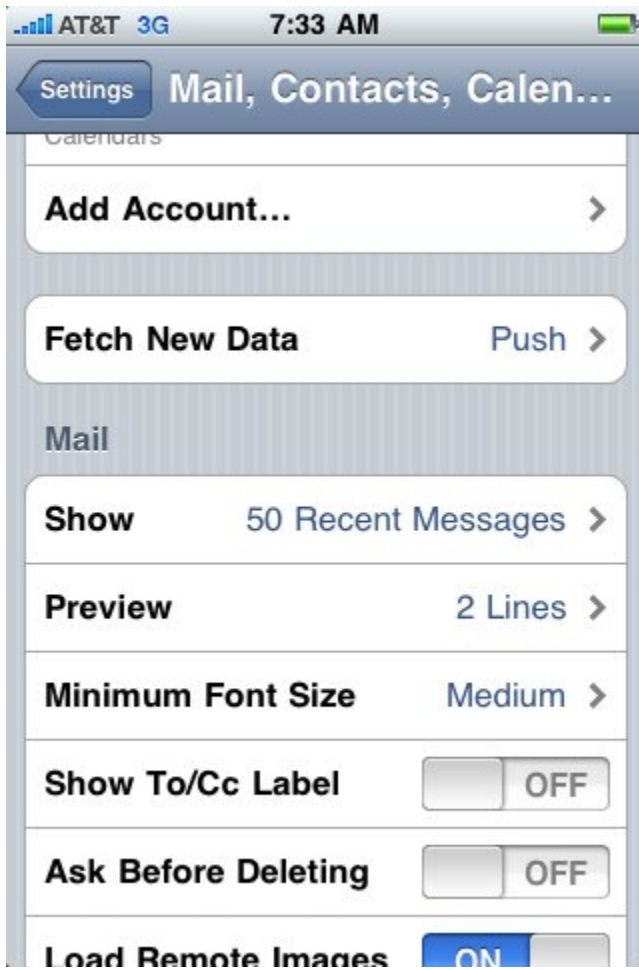 AT&T 3G 7:33 AM
Settings Mail, Contacts, Calen...
Calendars
Add Account...
Fetch New Data Push
Mail
Show 50 Recent Messages
Preview 2 Lines
Minimum Font Size Medium
Show To/Cc Label OFF
Ask Before Deleting OFF
Load Remote Images ON